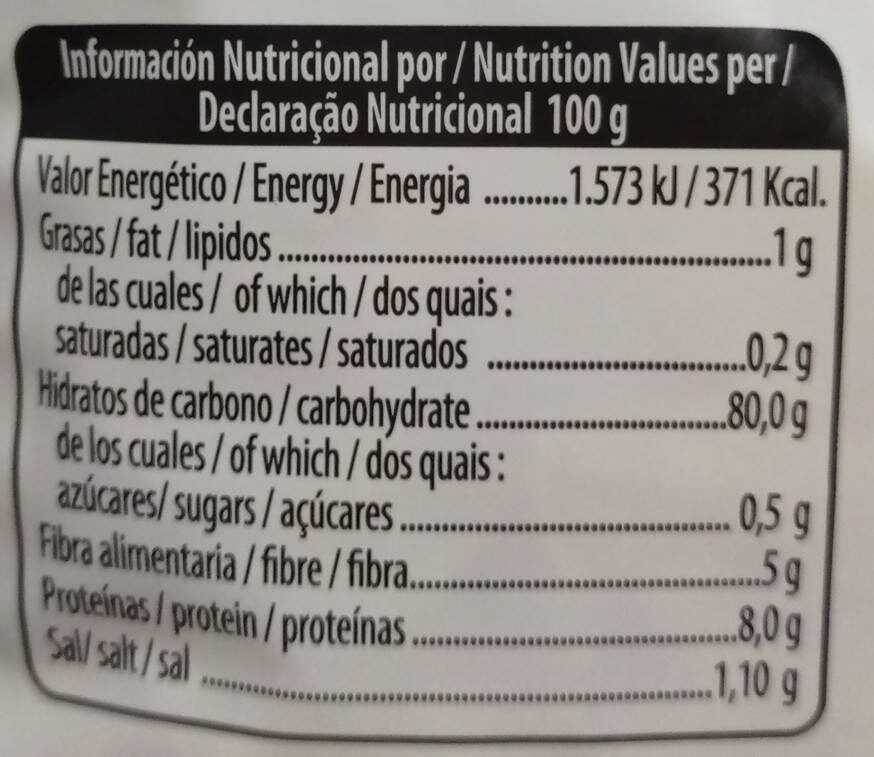 Información Nutricional por / Nutrition Values per /
Declaração Nutricional 100 g
Valor Energético / Energy / Energia ..........1.573 kJ / 371 Kcal.
Grasas / fat / lipidos ..........1 g
de las cuales / of which / dos quais :
saturadas / saturates / saturados ..........0,2 g
Hidratos de carbono / carbohydrate ..........80,0 g
de los cuales / of which / dos quais :
azúcares/ sugars / açúcares .......... 0,5 g
Fibra alimentaria / fibre / fibra..........5 g
Proteínas / protein / proteínas ..........8,0 g
Sal/ salt / sal ..........1,10 g